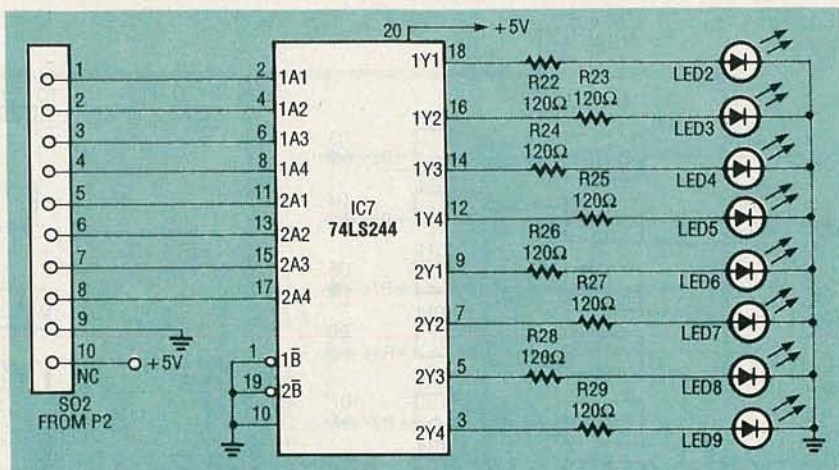 20
+5V
1
2
1A1
18
1Y1
R22
120Ω
R23
120Ω
LED2
2
4
1A2
16
1Y2
R24
120Ω
LED3
3
6
1A3
14
1Y3
R25
120Ω
LED4
4
8
1A4
12
1Y4
R26
120Ω
LED5
5
11
2A1
IC7
74LS244
9
2Y1
R27
120Ω
LED6
6
13
2A2
7
2Y2
R28
120Ω
LED7
7
15
2A3
5
2Y3
R29
120Ω
LED8
8
17
2A4
3
2Y4
LED9
9
10
NC
+5V
1
1B̅
19
2B̅
10
SO2
FROM P2